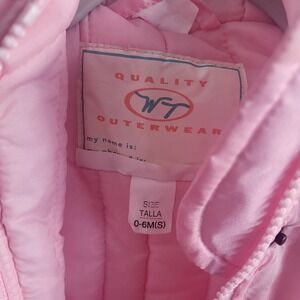 QUALITY
WT
OUTERWEAR
my name is:
SIZE
TALLA
0-6M(S)